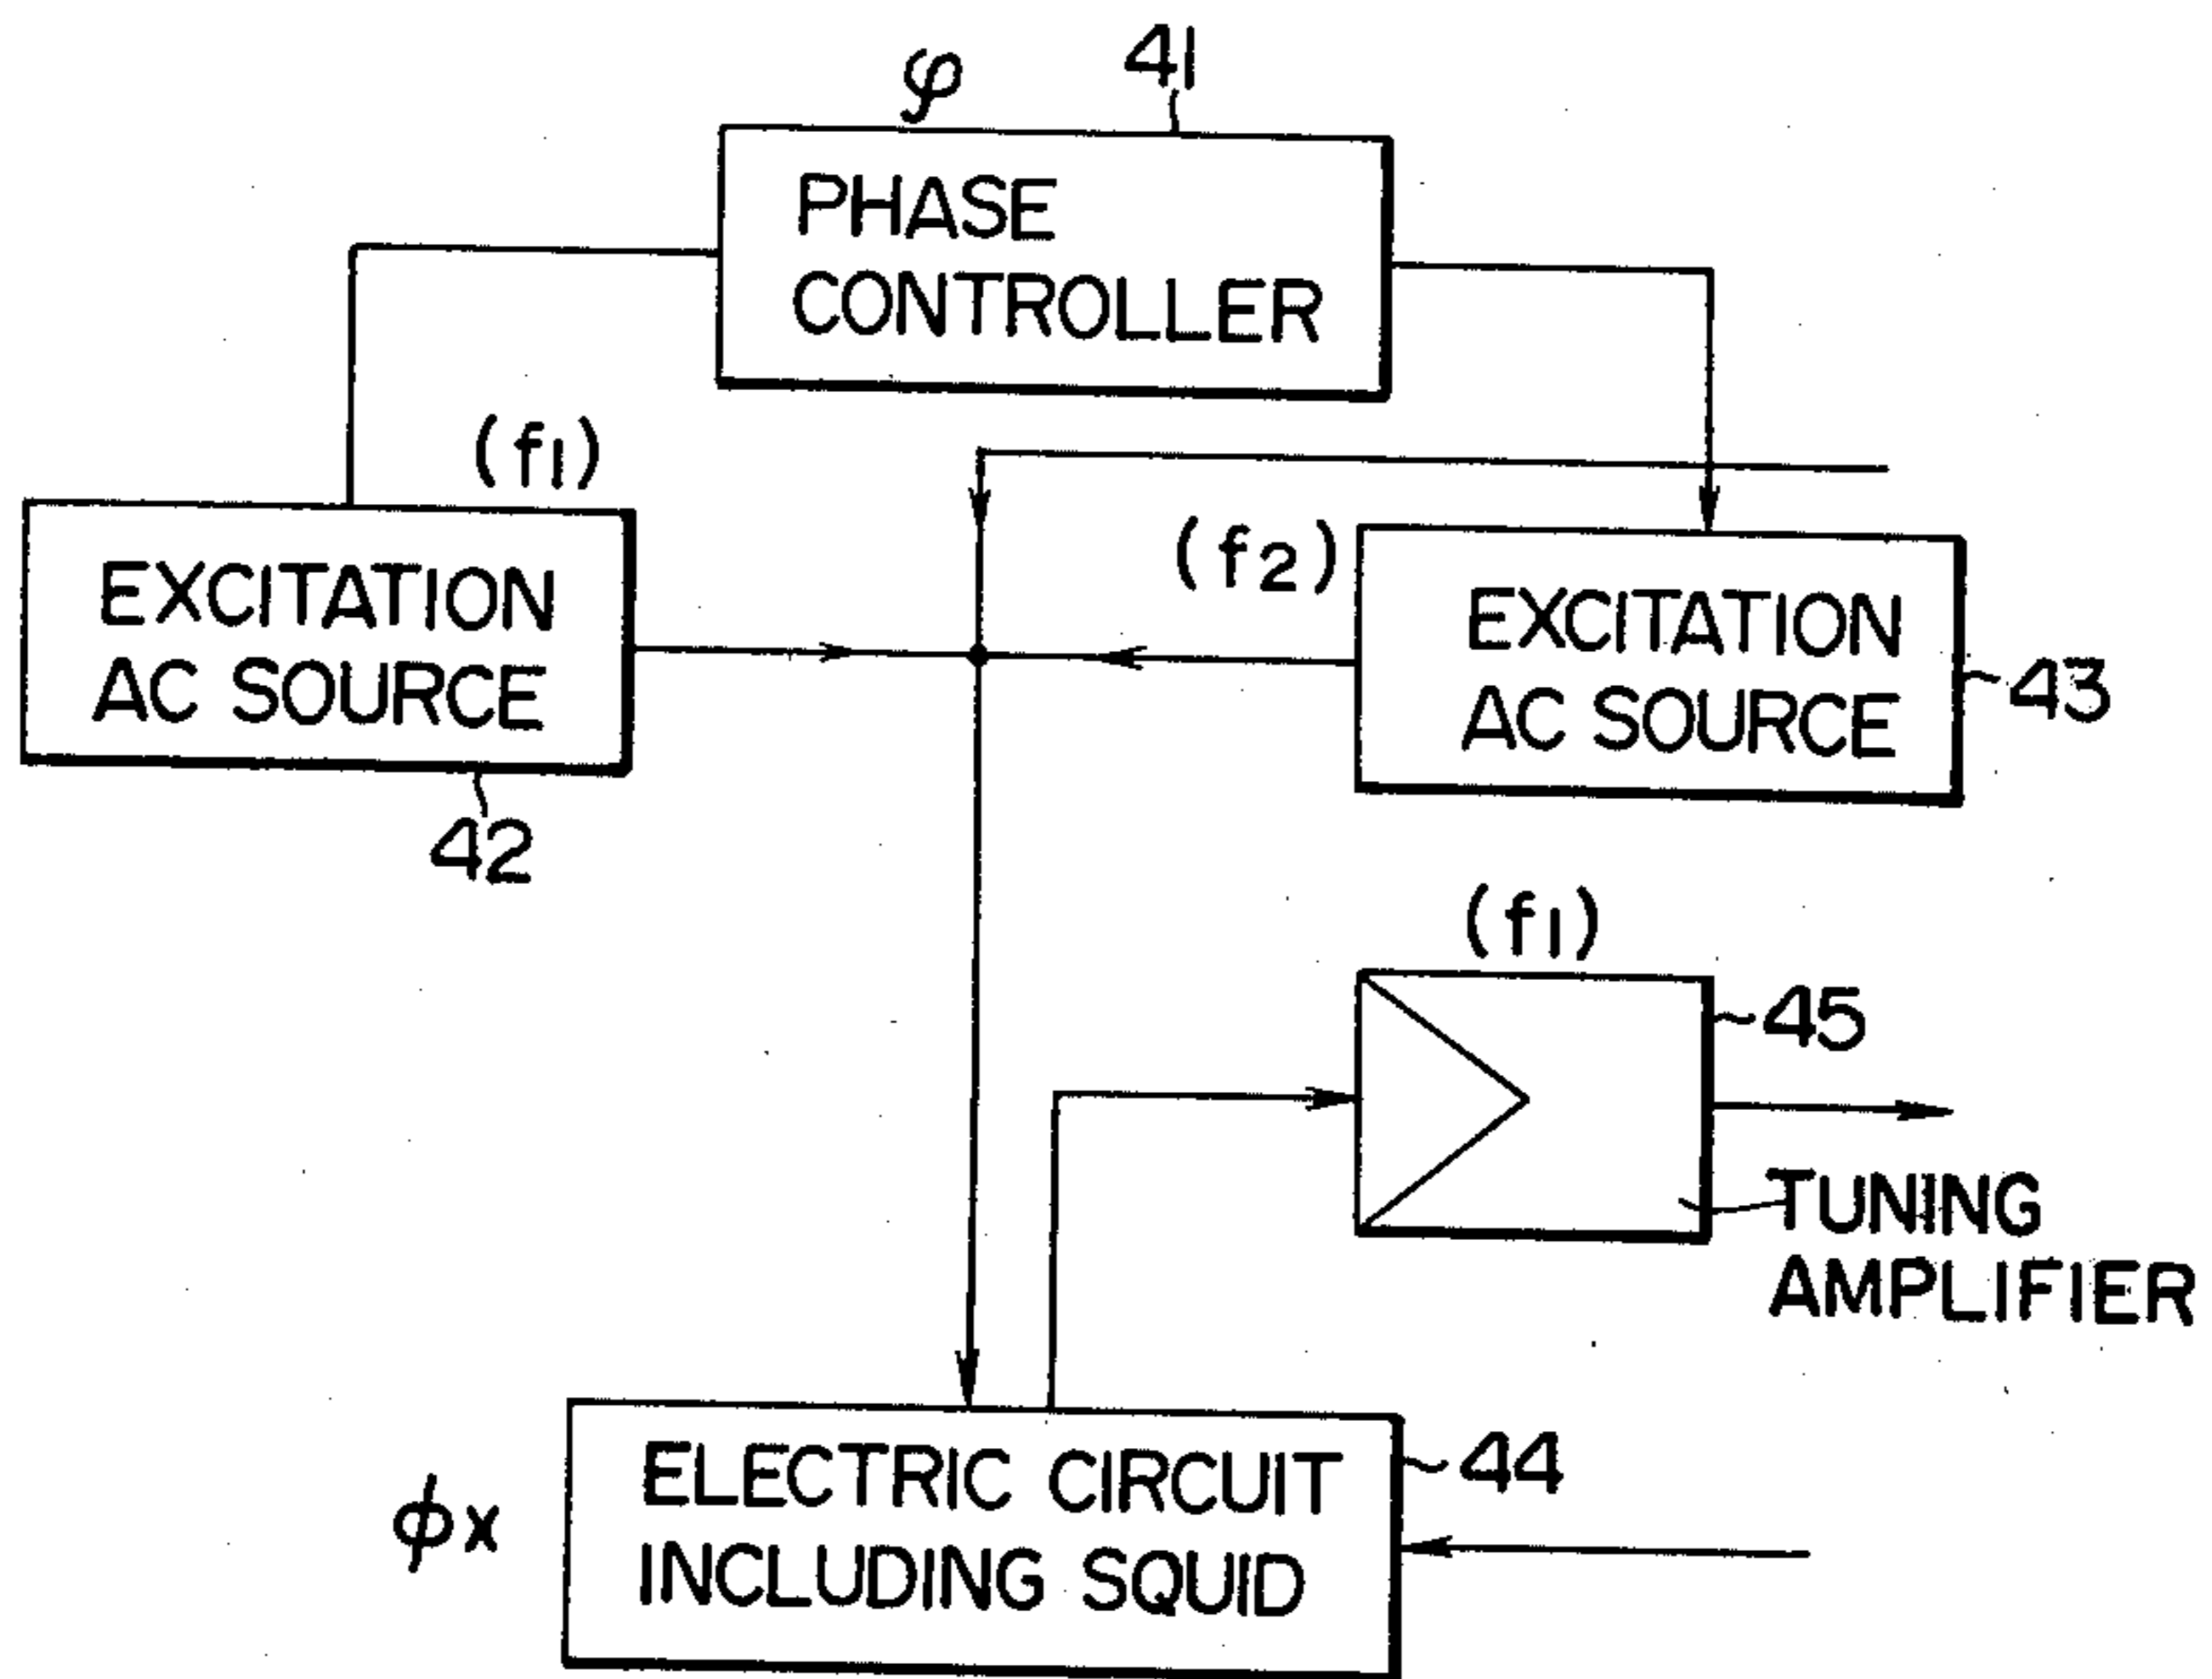 φ
41
PHASE
CONTROLLER
(f1)
(f2)
EXCITATION
AC SOURCE
42
EXCITATION
AC SOURCE
43
(f1)
45
TUNING
AMPLIFIER
ϕx
ELECTRIC CIRCUIT
INCLUDING SQUID
44